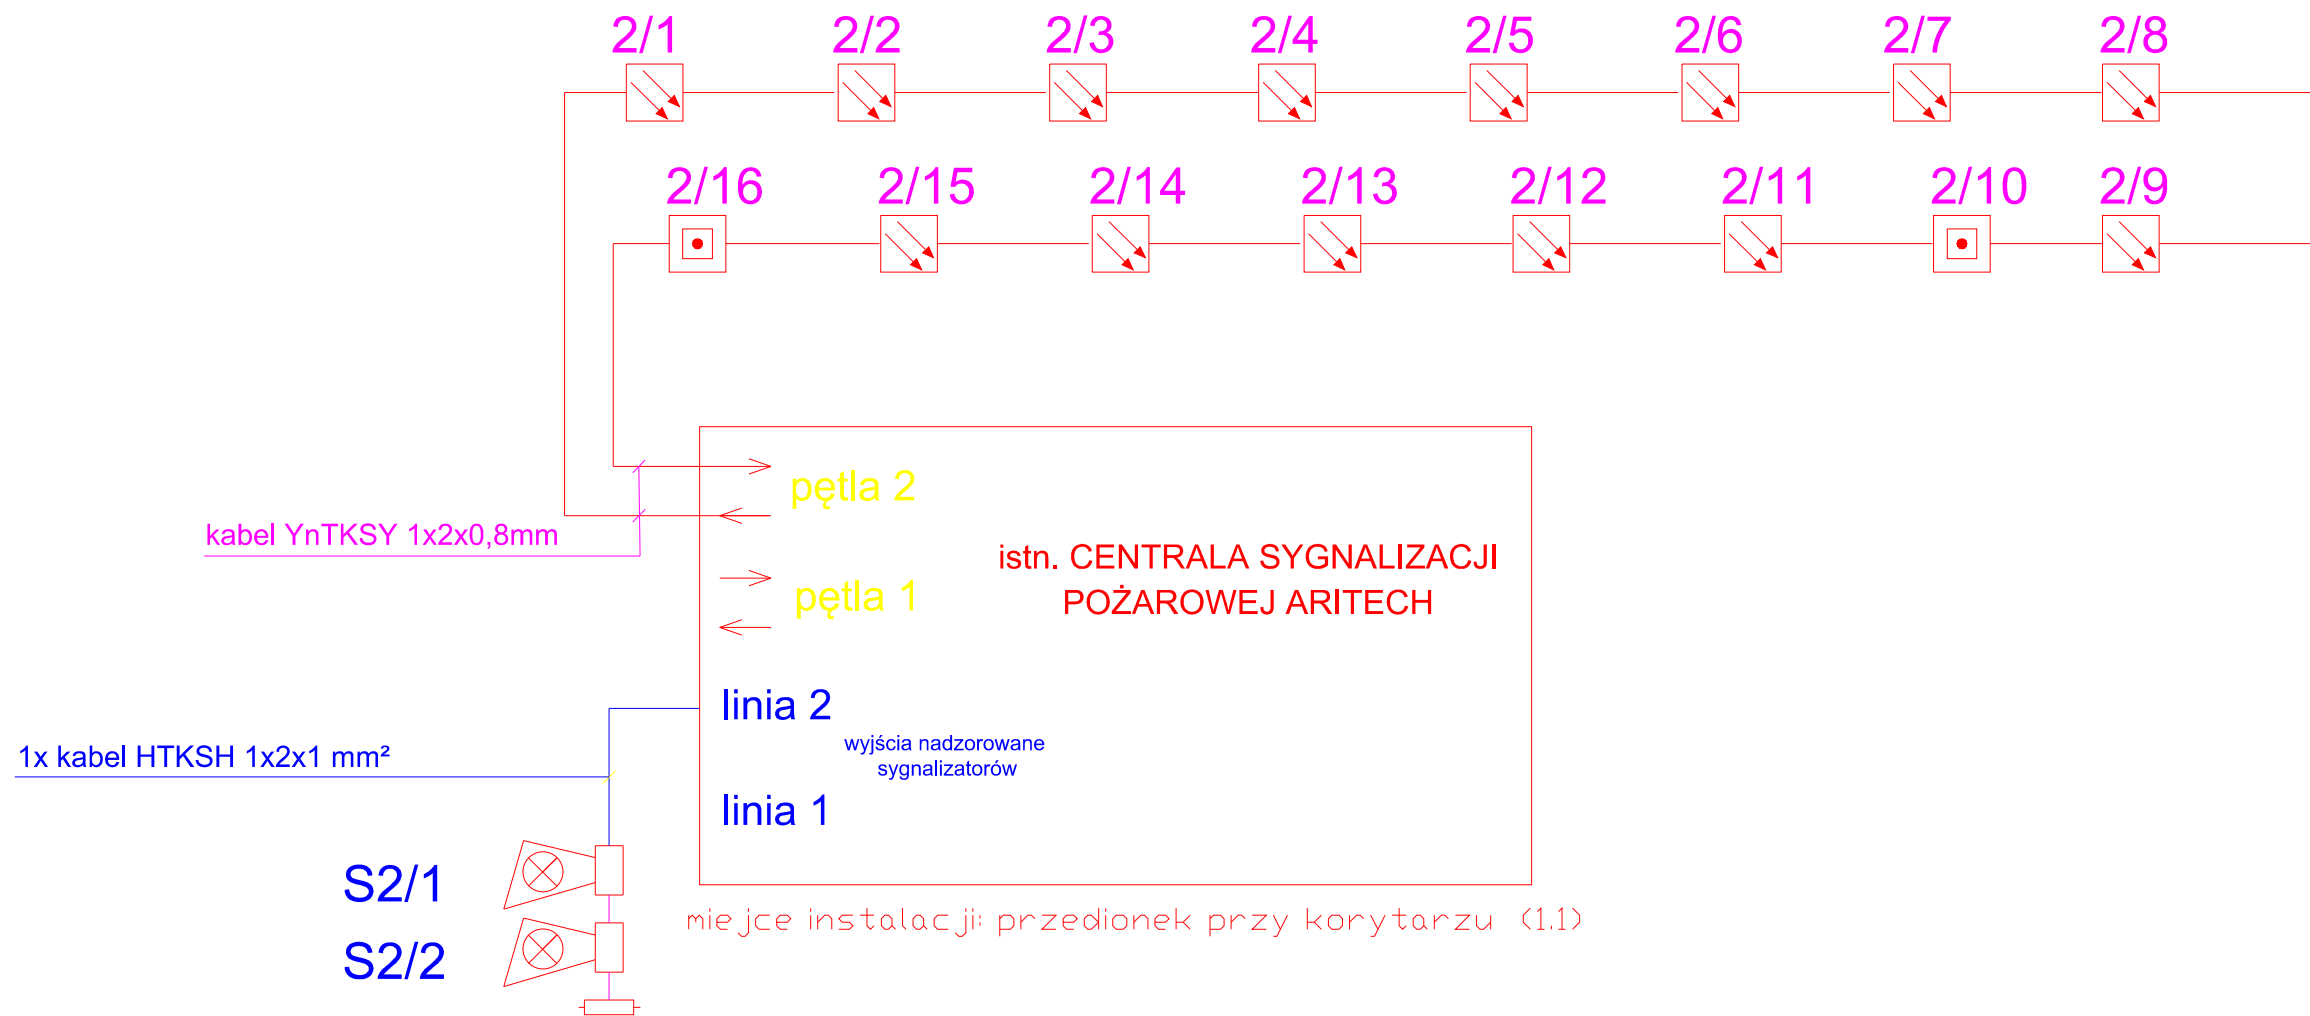 2/1 2/2 2/3 2/4 2/5 2/6 2/7 2/8
2/16 2/15 2/14 2/13 2/12 2/11 2/10 2/9
pętla 2
kabel YnTKSY 1x2x0,8mm
istn. CENTRALA SYGNALIZACJI
POŻAROWEJ ARITECH
pętla 1
linia 2
wyjścia nadzorowane
sygnalizatorów
1x kabel HTKSH 1x2x1 mm²
linia 1
S2/1
miejce instalacji: przedionek przy korytarzu (1.1)
S2/2